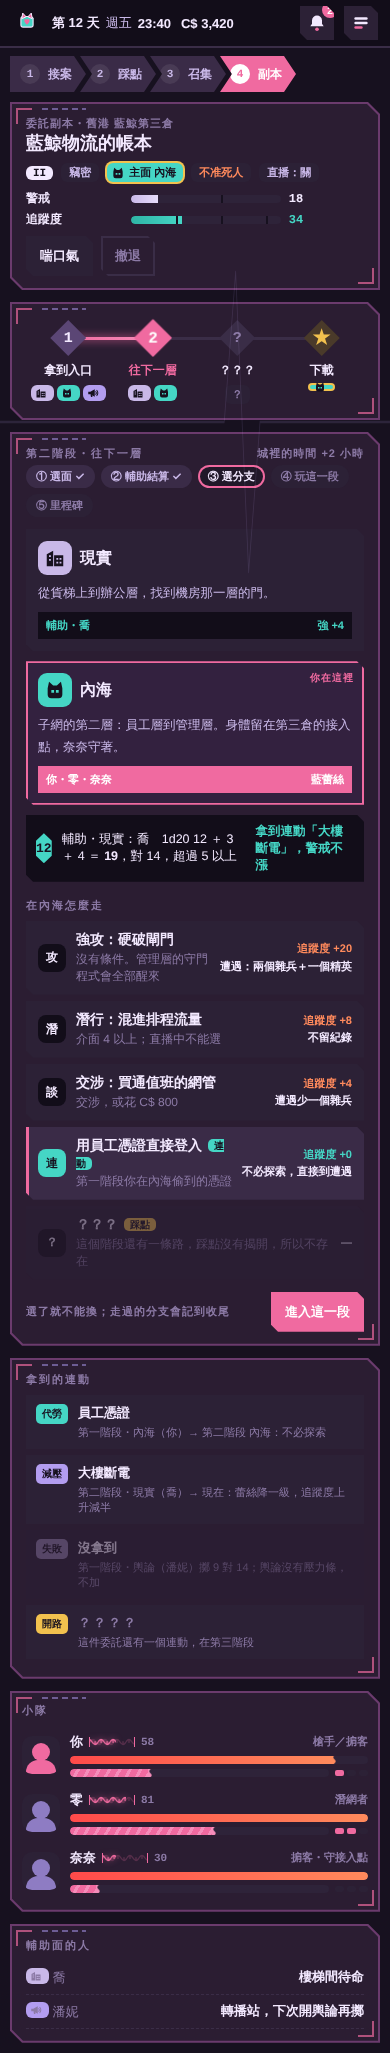 第 12 天 週五 23:40 C$ 3,420
1 接案 2 踩點 3 召集 4 副本
委託副本・舊港 藍鯨第三倉
藍鯨物流的帳本
II 竊密 主面 內海 不准死人 直播：關
警戒 18
追蹤度 34
喘口氣 撤退
1 2 ?
拿到入口 往下一層 ？？？ 下載
?
第二階段・往下一層 城裡的時間 +2 小時
① 選面 ✓ ② 輔助結算 ✓ ③ 選分支 ④ 玩這一段
⑤ 里程碑
現實
從貨梯上到辦公層，找到機房那一層的門。
輔助・喬 強 +4
你在這裡
內海
子網的第二層：員工層到管理層。身體留在第三倉的接入
點，奈奈守著。
你・零・奈奈 藍蕾絲
12
輔助・現實：喬 1d20 12 ＋ 3
＋ 4 ＝ 19，對 14，超過 5 以上
拿到連動「大樓
斷電」，警戒不
漲
在內海怎麼走
攻
強攻：硬破閘門
沒有條件。管理層的守門
程式會全部醒來
追蹤度 +20
遭遇：兩個雜兵＋一個精英
潛
潛行：混進排程流量
介面 4 以上；直播中不能選
追蹤度 +8
不留紀錄
談
交涉：買通值班的網管
交涉，或花 C$ 800
追蹤度 +4
遭遇少一個雜兵
連
用員工憑證直接登入 連
動
第一階段你在內海偷到的憑證
追蹤度 +0
不必探索，直接到遭遇
?
？？？ 踩點
這個階段還有一條路，踩點沒有揭開，所以不存
在
—
選了就不能換；走過的分支會記到收尾 進入這一段
拿到的連動
代勞 員工憑證
第一階段・內海（你）→ 第二階段 內海：不必探索
減壓 大樓斷電
第二階段・現實（喬）→ 現在：蕾絲降一級，追蹤度上
升減半
失敗 沒拿到
第一階段・輿論（潘妮）擲 9 對 14；輿論沒有壓力條，
不加
開路 ？？？？
這件委託還有一個連動，在第三階段
小隊
你 58 槍手／掮客
零 81 潛網者
奈奈 30 掮客・守接入點
輔助面的人
喬 樓梯間待命
潘妮 轉播站，下次開輿論再擲